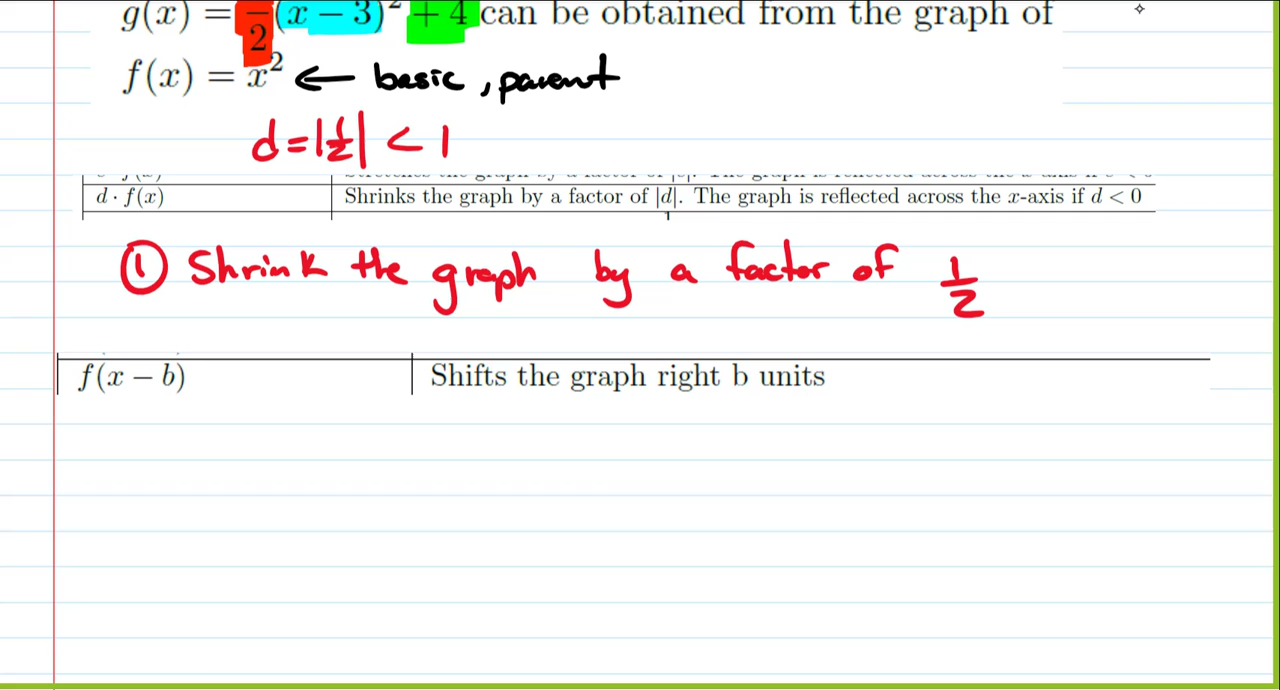 g(x) = 1/2(x − 3)² + 4 can be obtained from the graph of
f(x) = x² ← basic, parent
d = |1/2| < 1
d · f(x) Shrinks the graph by a factor of |d|. The graph is reflected across the x-axis if d < 0
① Shrink the graph by a factor of 1/2
f(x − b) Shifts the graph right b units